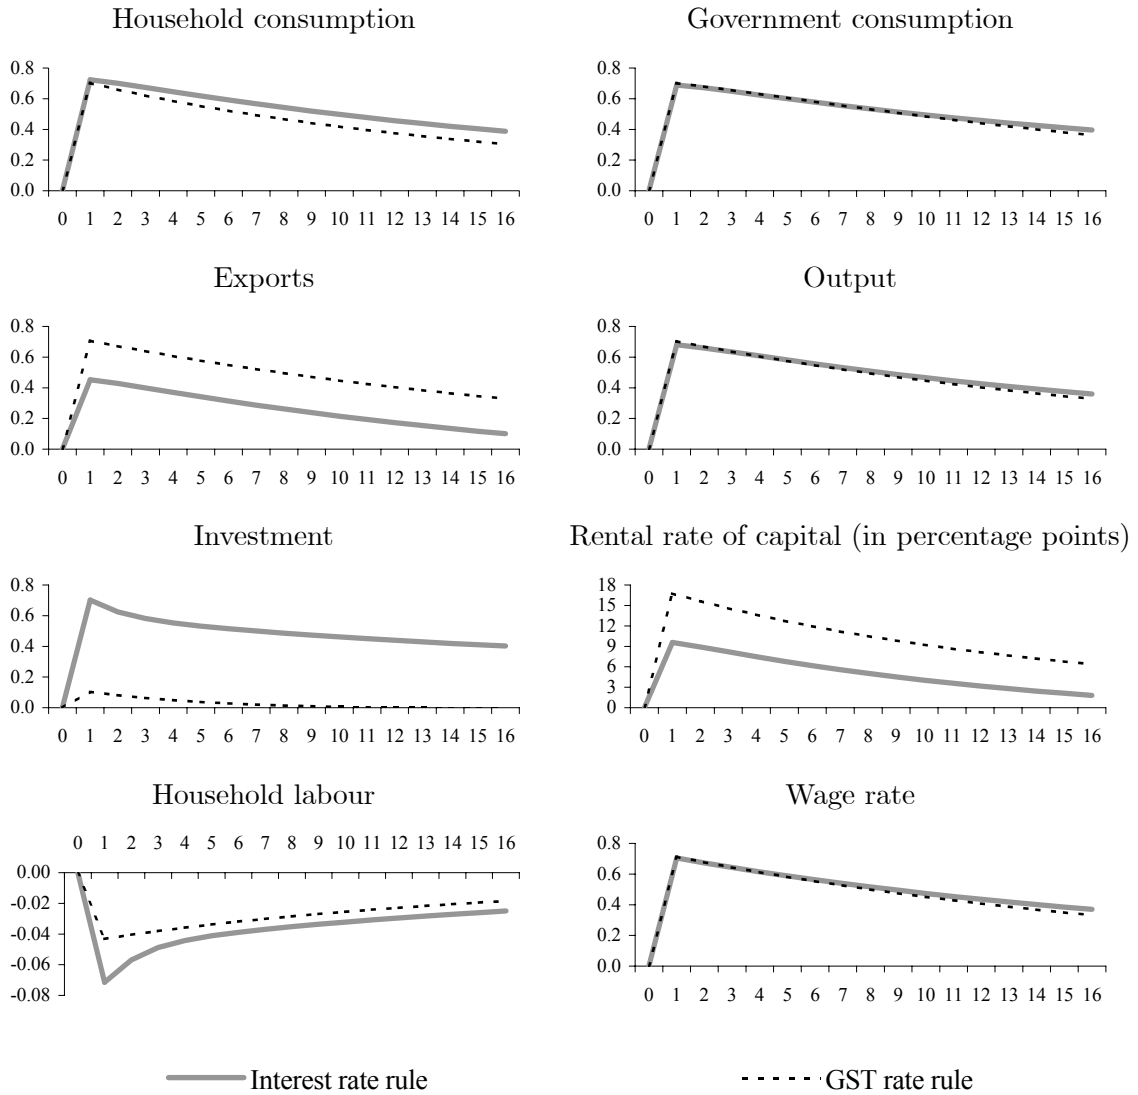 Household consumption
0.8
0.6
0.4
0.2
0.0
0 1 2 3 4 5 6 7 8 9 10 11 12 13 14 15 16
Government consumption
0.8
0.6
0.4
0.2
0.0
0 1 2 3 4 5 6 7 8 9 10 11 12 13 14 15 16
Exports
0.8
0.6
0.4
0.2
0.0
0 1 2 3 4 5 6 7 8 9 10 11 12 13 14 15 16
Output
0.8
0.6
0.4
0.2
0.0
0 1 2 3 4 5 6 7 8 9 10 11 12 13 14 15 16
Investment
0.8
0.6
0.4
0.2
0.0
0 1 2 3 4 5 6 7 8 9 10 11 12 13 14 15 16
Rental rate of capital (in percentage points)
18
15
12
9
6
3
0
0 1 2 3 4 5 6 7 8 9 10 11 12 13 14 15 16
Household labour
0 1 2 3 4 5 6 7 8 9 10 11 12 13 14 15 16
0.00
-0.02
-0.04
-0.06
-0.08
Wage rate
0.8
0.6
0.4
0.2
0.0
0 1 2 3 4 5 6 7 8 9 10 11 12 13 14 15 16
Interest rate rule
GST rate rule